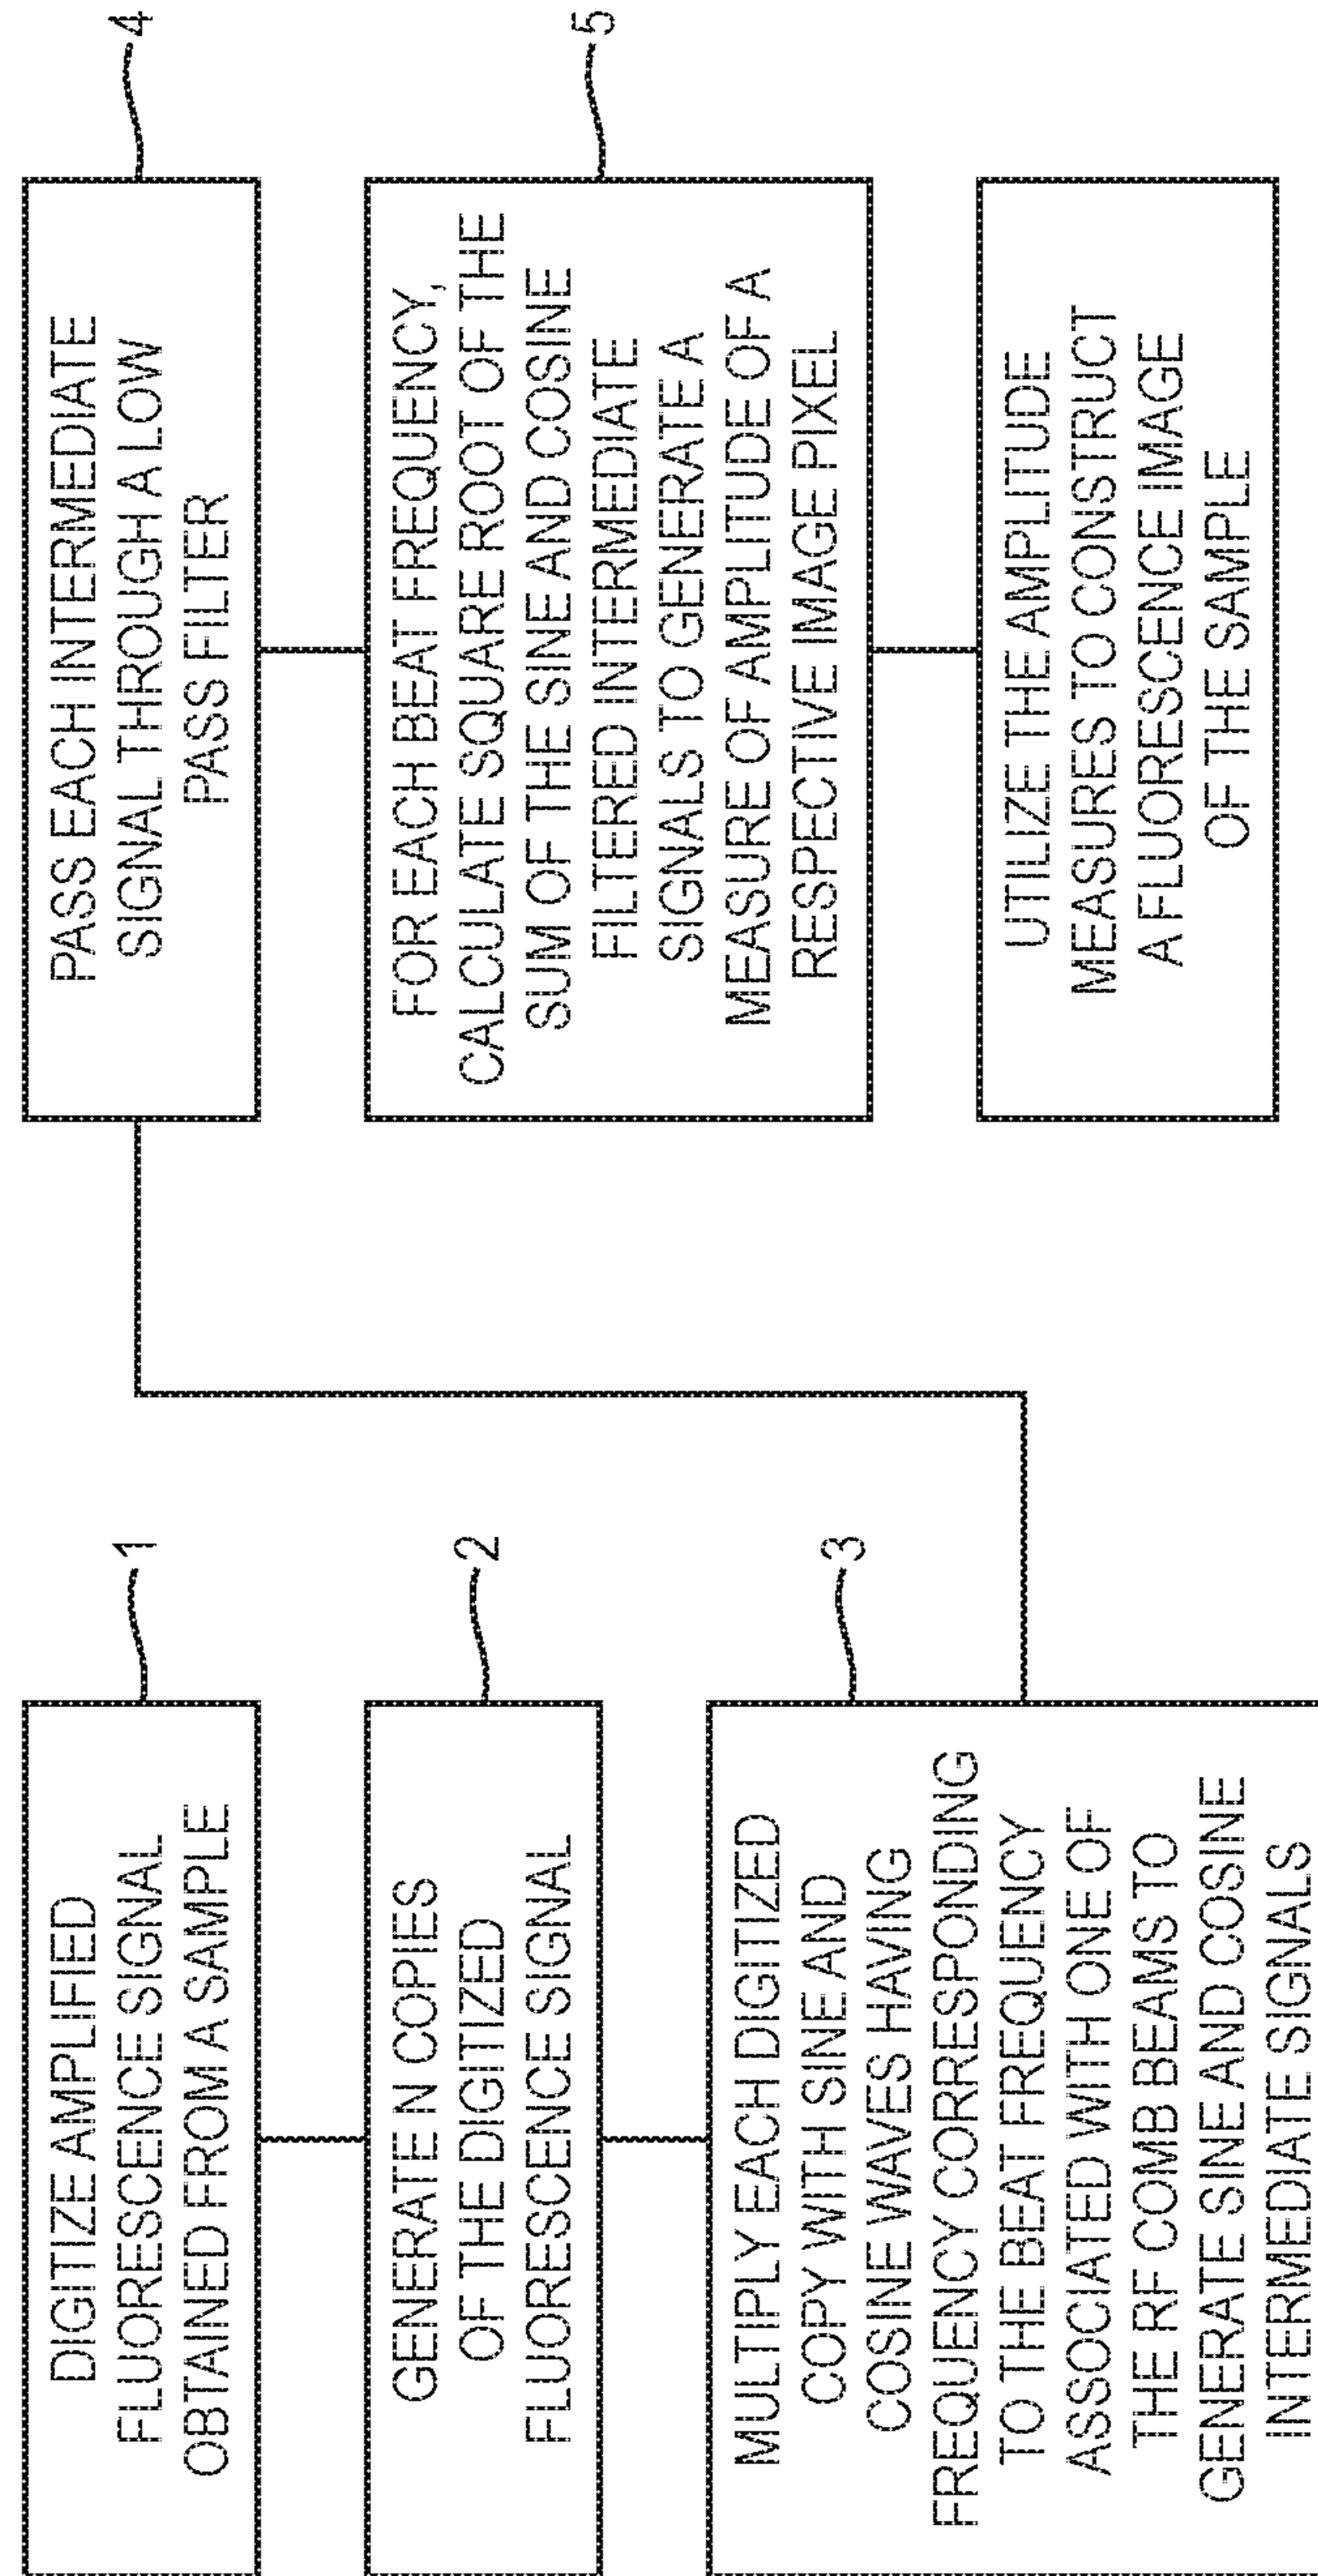 DIGITIZE AMPLIFIED
FLUORESCENCE SIGNAL
OBTAINED FROM A SAMPLE
1
GENERATE N COPIES
OF THE DIGITIZED
FLUORESCENCE SIGNAL
2
MULTIPLY EACH DIGITIZED
COPY WITH SINE AND
COSINE WAVES HAVING
FREQUENCY CORRESPONDING
TO THE BEAT FREQUENCY
ASSOCIATED WITH ONE OF
THE RF COMB BEAMS TO
GENERATE SINE AND COSINE
INTERMEDIATE SIGNALS
3
PASS EACH INTERMEDIATE
SIGNAL THROUGH A LOW
PASS FILTER
4
FOR EACH BEAT FREQUENCY,
CALCULATE SQUARE ROOT OF THE
SUM OF THE SINE AND COSINE
FILTERED INTERMEDIATE
SIGNALS TO GENERATE A
MEASURE OF AMPLITUDE OF A
RESPECTIVE IMAGE PIXEL
5
UTILIZE THE AMPLITUDE
MEASURES TO CONSTRUCT
A FLUORESCENCE IMAGE
OF THE SAMPLE